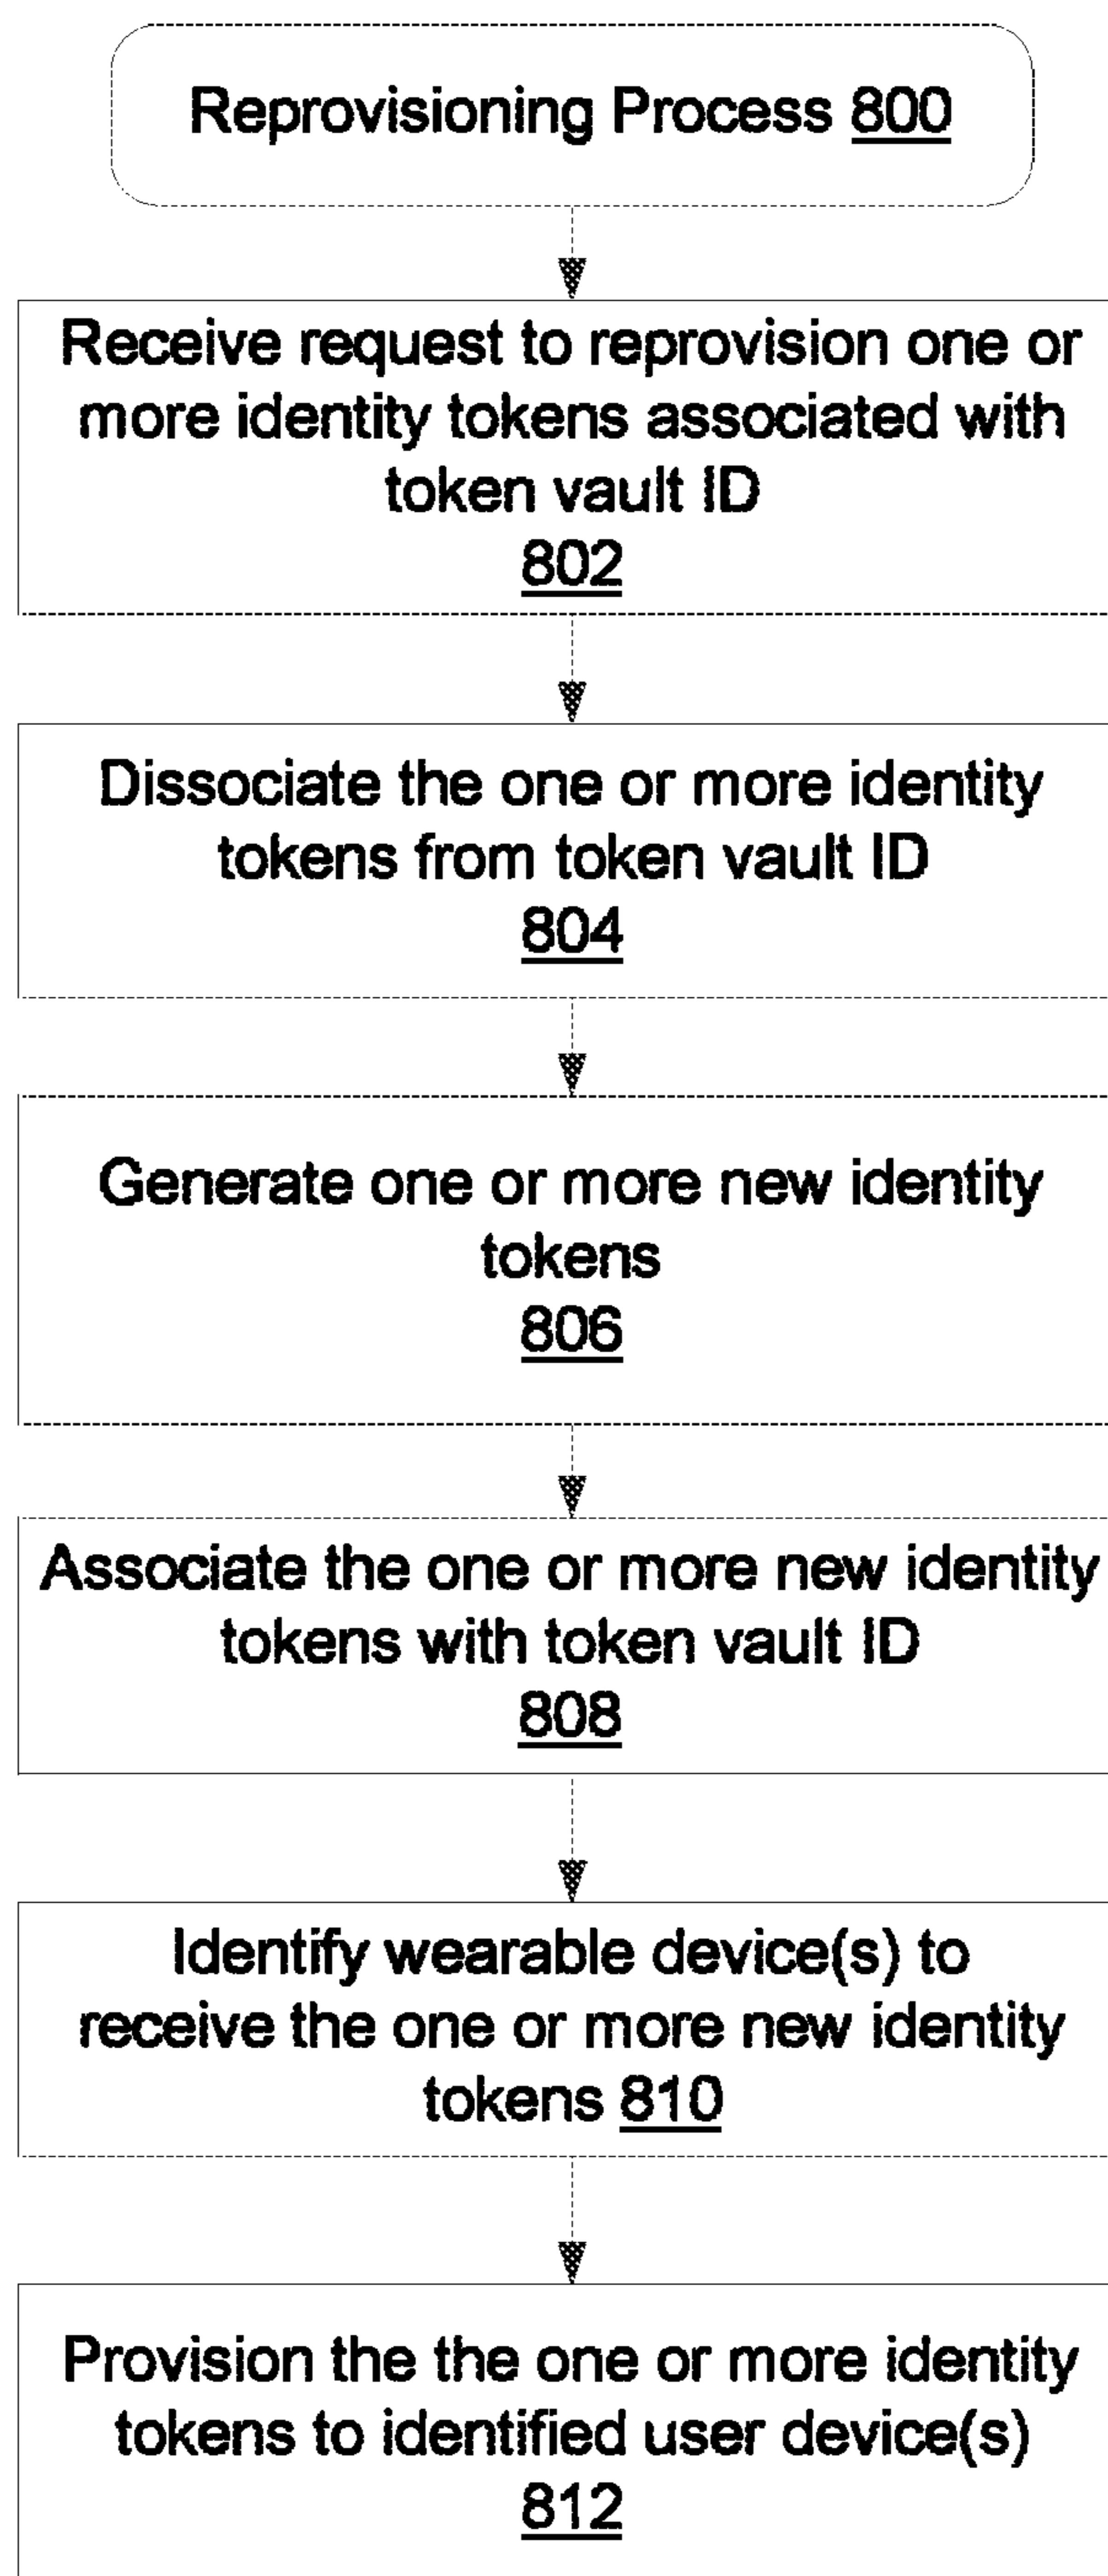 Reprovisioning Process 800
Receive request to reprovision one or
more identity tokens associated with
token vault ID
802
Dissociate the one or more identity
tokens from token vault ID
804
Generate one or more new identity
tokens
806
Associate the one or more new identity
tokens with token vault ID
808
Identify wearable device(s) to
receive the one or more new identity
tokens 810
Provision the the one or more identity
tokens to identified user device(s)
812